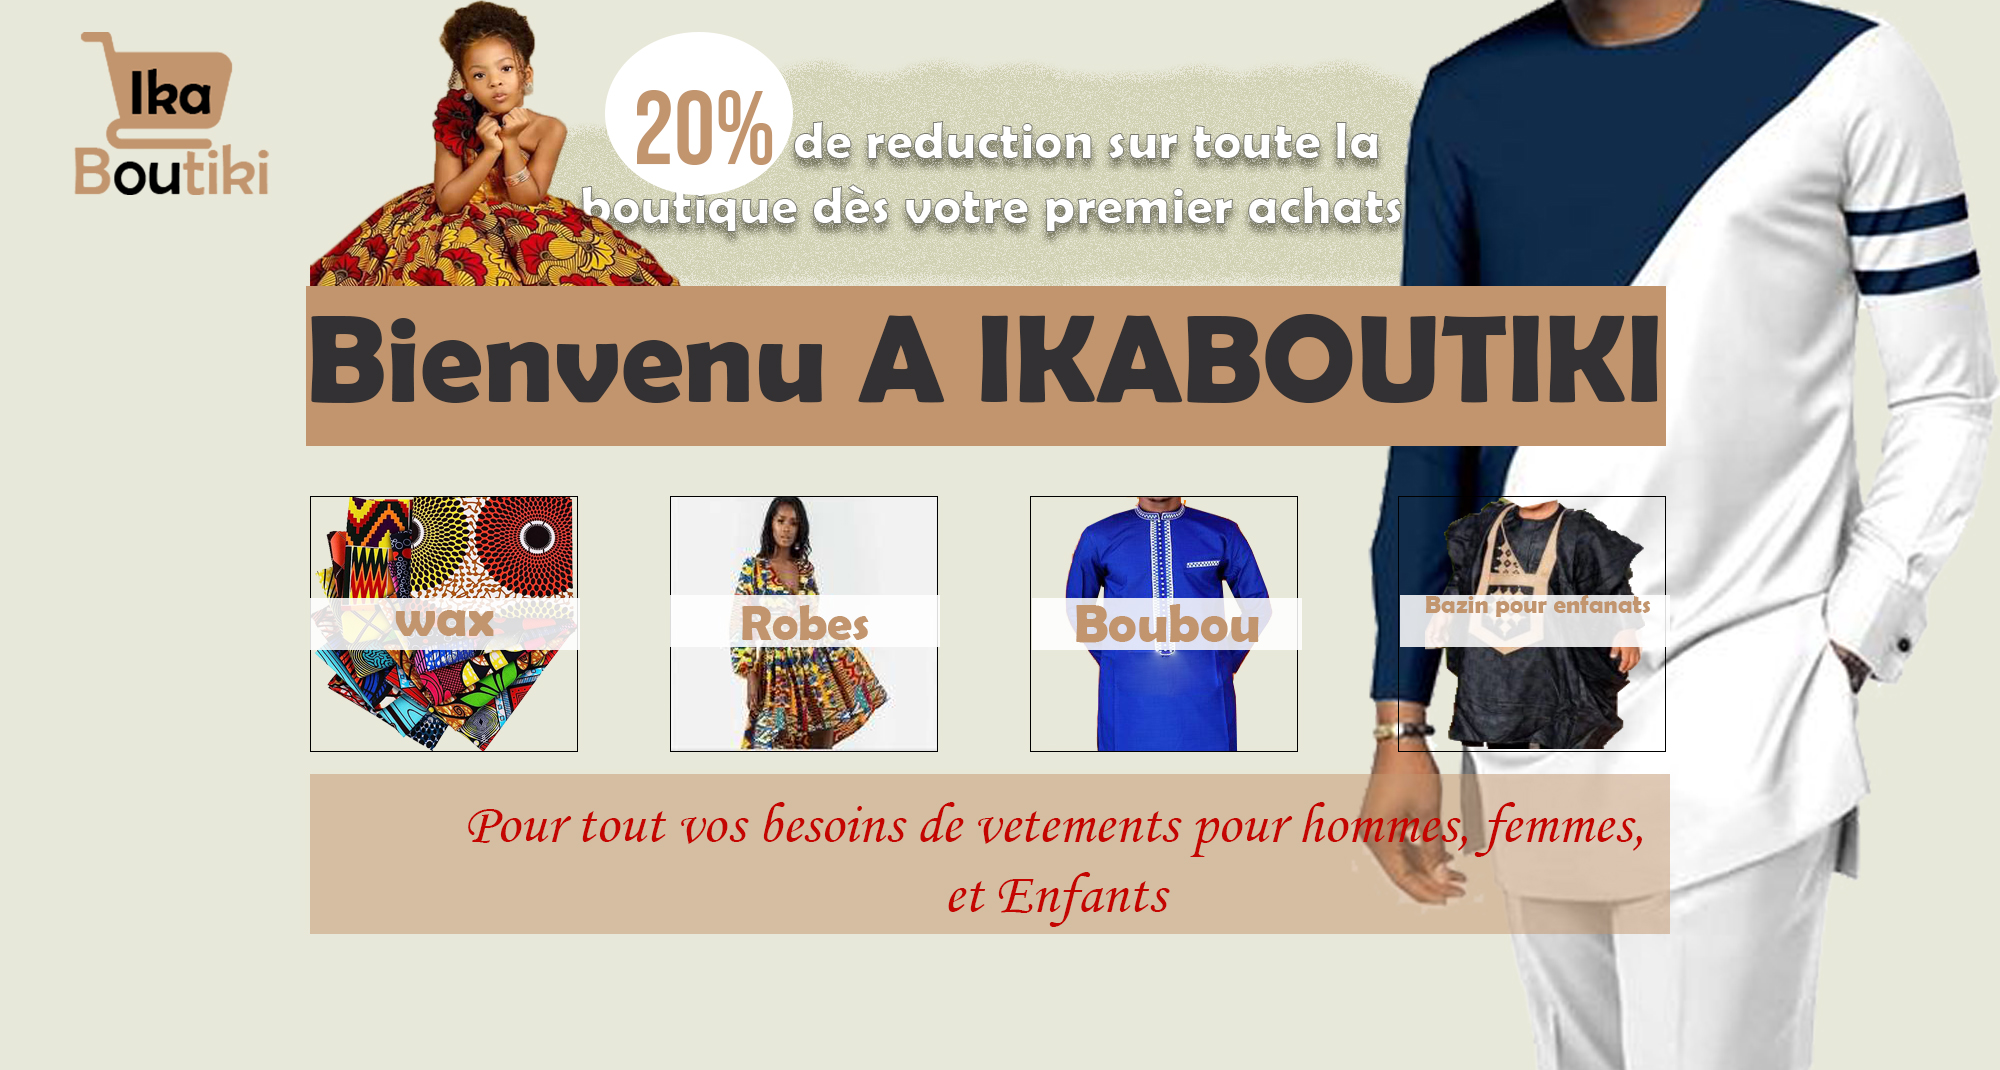 Ika
Boutiki
20% de reduction sur toute la
boutique dès votre premier achats
Bienvenu A IKABOUTIKI
wax
Robes
Boubou
Bazin pour enfanats
Pour tout vos besoins de vetements pour hommes, femmes,
et Enfants